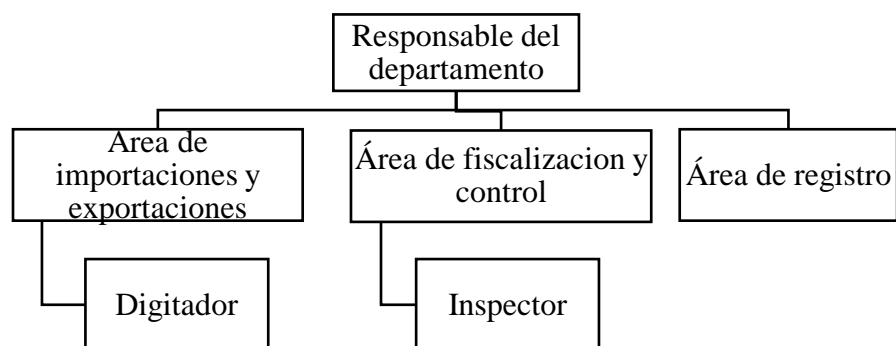 Responsable del
departamento
Area de
importaciones y
exportaciones
Área de fiscalizacion y
control
Área de registro
Digitador
Inspector